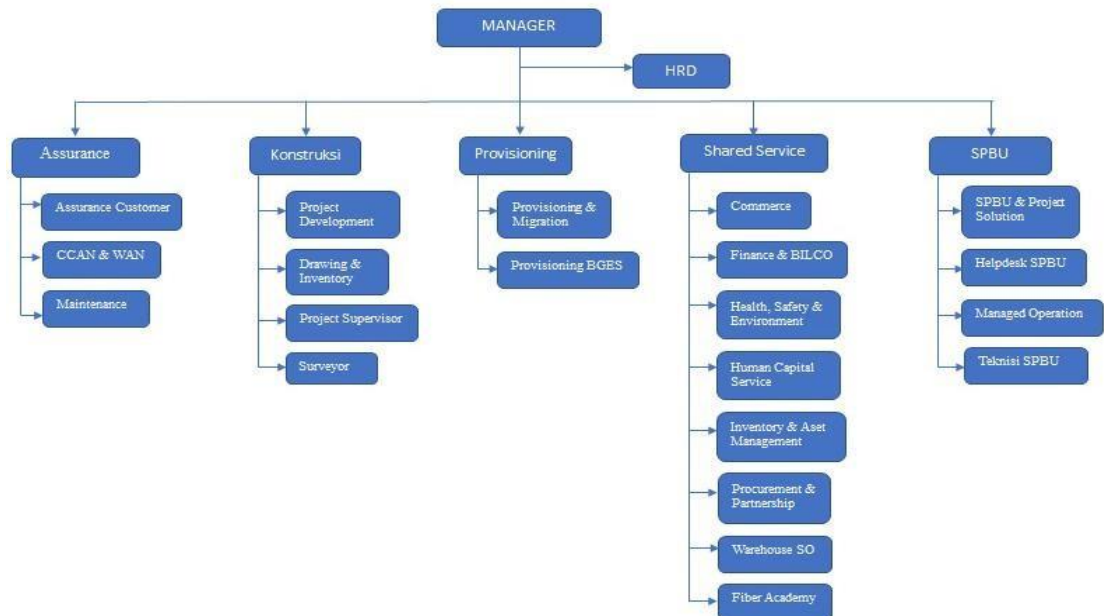 MANAGER
HRD
Assurance
Assurance Customer
CCAN & WAN
Maintenance
Konstruksi
Project
Development
Drawing &
Inventory
Project Supervisor
Surveyor
Provisioning
Provisioning &
Migration
Provisioning BGES
Shared Service
Commerce
Finance & BILCO
Health, Safety &
Environment
Human Capital
Service
Inventory & Aset
Management
Procurement &
Partnership
Warehouse SO
Fiber Academy
SPBU
SPBU & Project
Solution
Helpdesk SPBU
Managed Operation
Teknisi SPBU